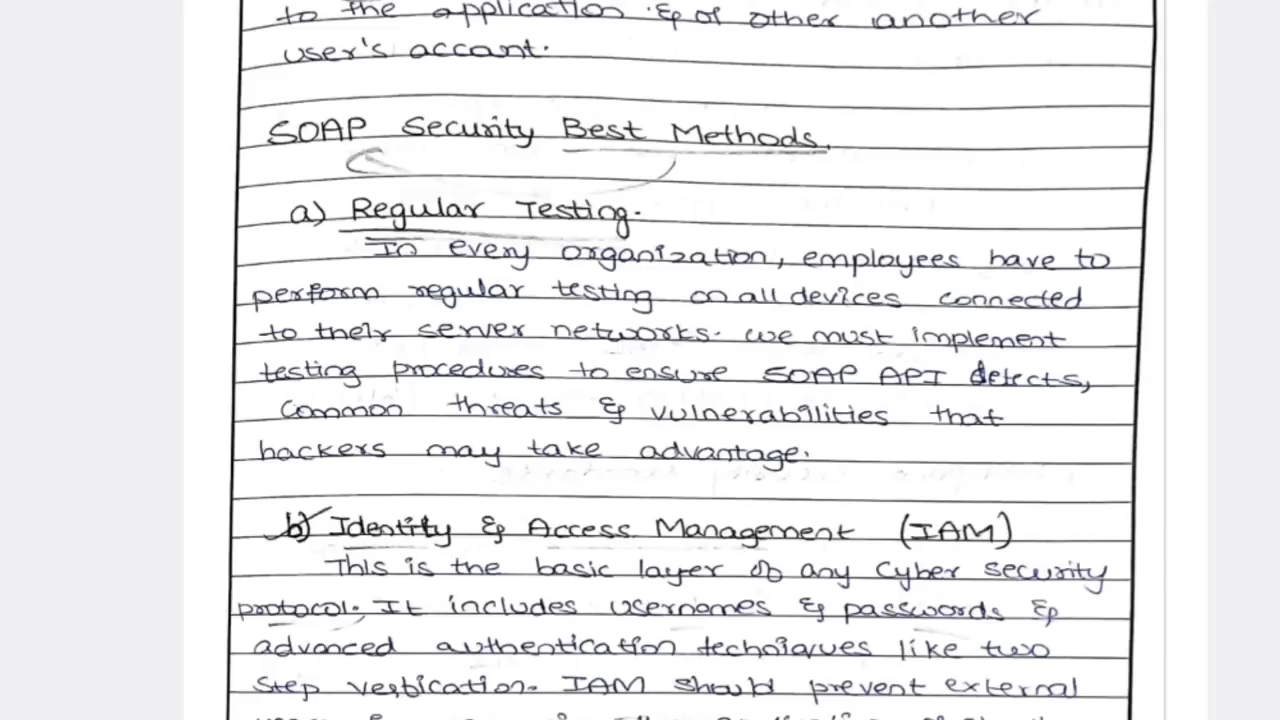 to the application & of other another
user's accant.
SOAP Security Best Methods.
a) Regular Testing.
In every organization, employees have to
perform regular testing on all devices connected
to their server networks. we must implement
testing procedures to ensure SOAP API detects,
common threats & vulnerabilities that
hackers may take advantage.
b) Identity & Access Management (IAM)
This is the basic layer of any Cyber security
protocol. It includes usernames & passwords &
advanced authentication techniques like two
step verification. IAM should prevent external